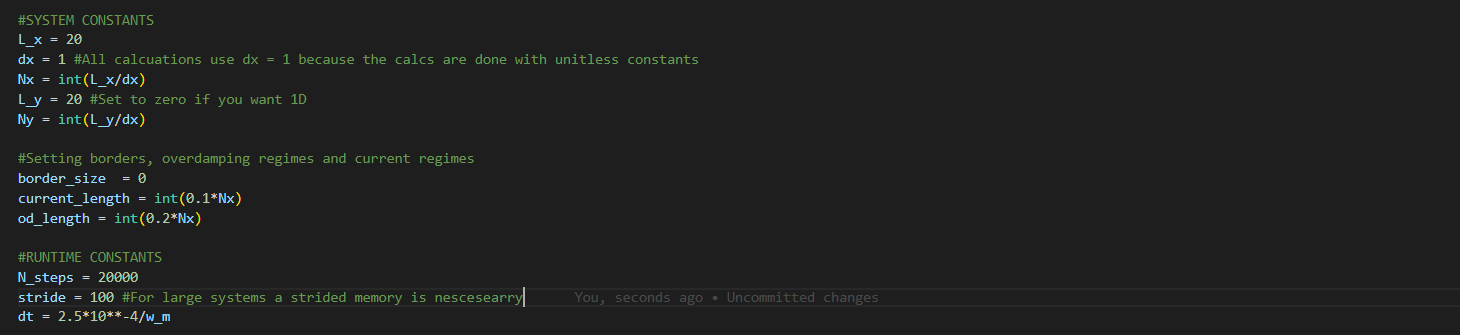 #SYSTEM CONSTANTS
L_x = 20
dx = 1 #All calcuations use dx = 1 because the calcs are done with unitless constants
Nx = int(L_x/dx)
L_y = 20 #Set to zero if you want 1D
Ny = int(L_y/dx)
#Setting borders, overdamping regimes and current regimes
border_size  = 0
current_length = int(0.1*Nx)
od_length = int(0.2*Nx)
#RUNTIME CONSTANTS
N_steps = 20000
stride = 100 #For large systems a strided memory is nescesearry You, seconds ago • Uncommitted changes
dt = 2.5*10**-4/w_m